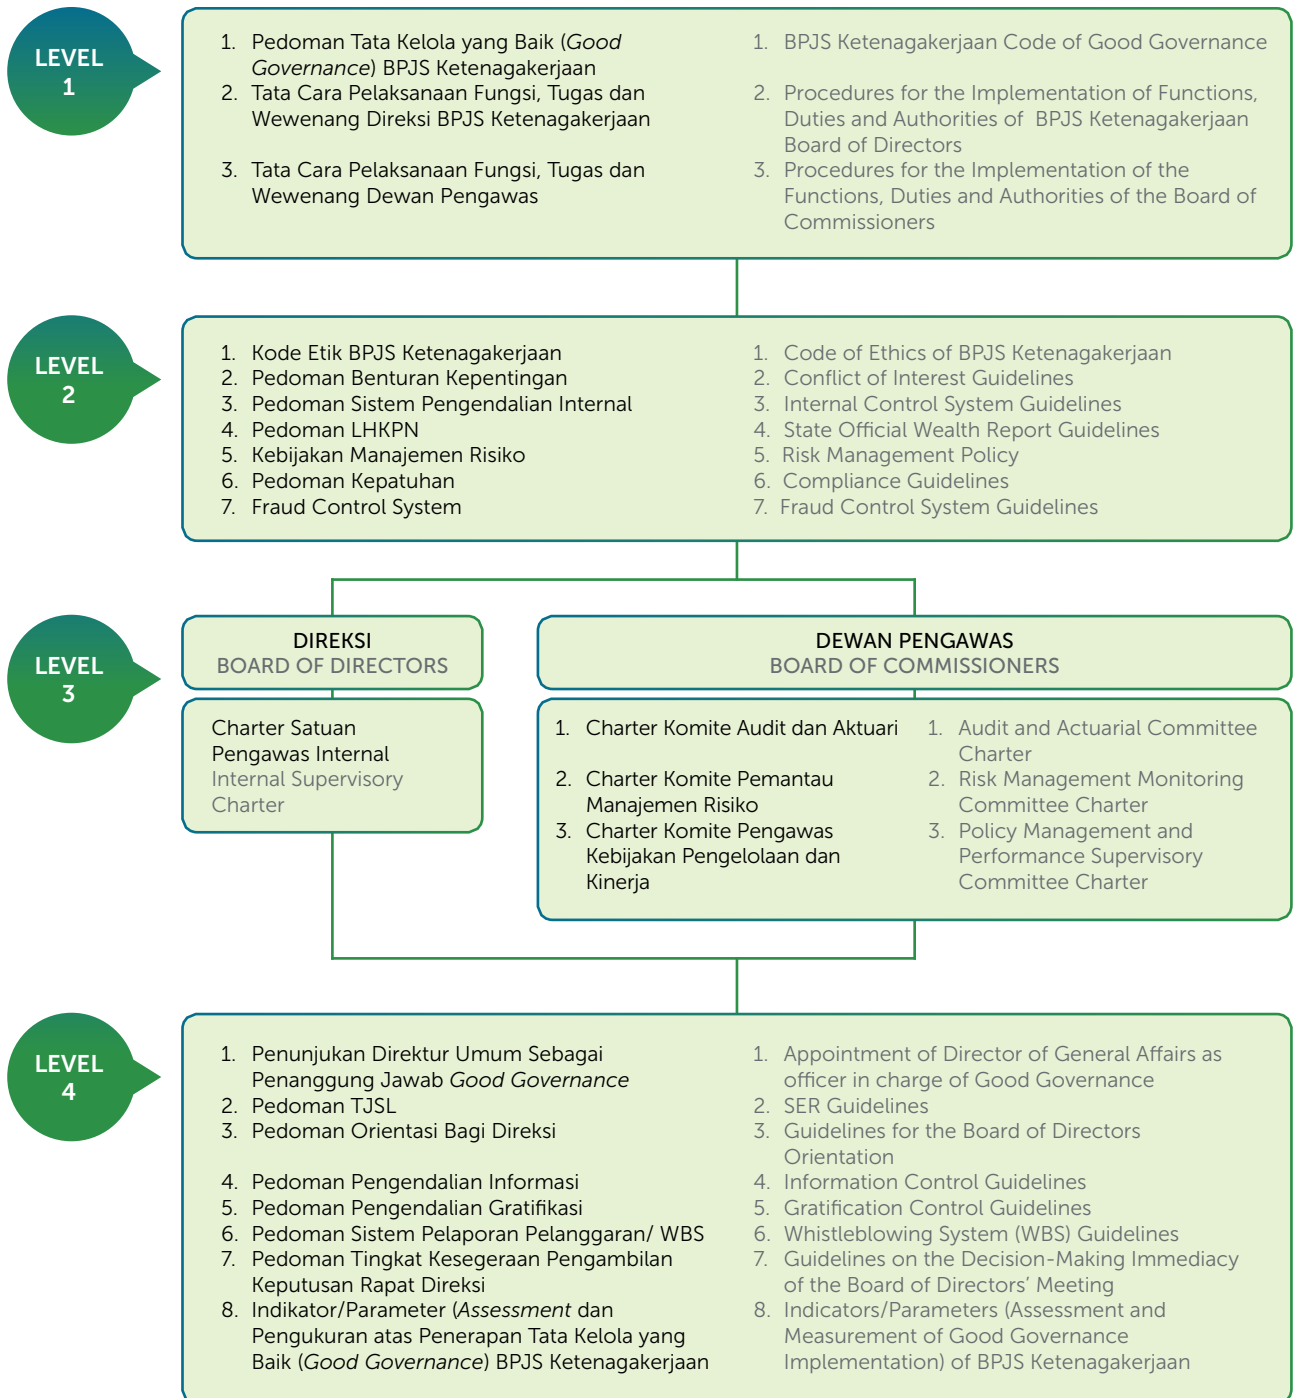 LEVEL
1
1. Pedoman Tata Kelola yang Baik (Good
Governance) BPJS Ketenagakerjaan
2. Tata Cara Pelaksanaan Fungsi, Tugas dan
Wewenang Direksi BPJS Ketenagakerjaan
3. Tata Cara Pelaksanaan Fungsi, Tugas dan
Wewenang Dewan Pengawas
1. BPJS Ketenagakerjaan Code of Good Governance
2. Procedures for the Implementation of Functions,
Duties and Authorities of BPJS Ketenagakerjaan
Board of Directors
3. Procedures for the Implementation of the
Functions, Duties and Authorities of the Board of
Commissioners
LEVEL
2
1. Kode Etik BPJS Ketenagakerjaan
2. Pedoman Benturan Kepentingan
3. Pedoman Sistem Pengendalian Internal
4. Pedoman LHKPN
5. Kebijakan Manajemen Risiko
6. Pedoman Kepatuhan
7. Fraud Control System
1. Code of Ethics of BPJS Ketenagakerjaan
2. Conflict of Interest Guidelines
3. Internal Control System Guidelines
4. State Official Wealth Report Guidelines
5. Risk Management Policy
6. Compliance Guidelines
7. Fraud Control System Guidelines
LEVEL
3
DIREKSI
BOARD OF DIRECTORS
Charter Satuan
Pengawas Internal
Internal Supervisory
Charter
DEWAN PENGAWAS
BOARD OF COMMISSIONERS
1. Charter Komite Audit dan Aktuari
2. Charter Komite Pemantau
Manajemen Risiko
3. Charter Komite Pengawas
Kebijakan Pengelolaan dan
Kinerja
1. Audit and Actuarial Committee
Charter
2. Risk Management Monitoring
Committee Charter
3. Policy Management and
Performance Supervisory
Committee Charter
LEVEL
4
1. Penunjukan Direktur Umum Sebagai
Penanggung Jawab Good Governance
2. Pedoman TJSL
3. Pedoman Orientasi Bagi Direksi
4. Pedoman Pengendalian Informasi
5. Pedoman Pengendalian Gratifikasi
6. Pedoman Sistem Pelaporan Pelanggaran/ WBS
7. Pedoman Tingkat Kesegeraan Pengambilan
Keputusan Rapat Direksi
8. Indikator/Parameter (Assessment dan
Pengukuran atas Penerapan Tata Kelola yang
Baik (Good Governance) BPJS Ketenagakerjaan
1. Appointment of Director of General Affairs as
officer in charge of Good Governance
2. SER Guidelines
3. Guidelines for the Board of Directors
Orientation
4. Information Control Guidelines
5. Gratification Control Guidelines
6. Whistleblowing System (WBS) Guidelines
7. Guidelines on the Decision-Making Immediacy
of the Board of Directors’ Meeting
8. Indicators/Parameters (Assessment and
Measurement of Good Governance
Implementation) of BPJS Ketenagakerjaan